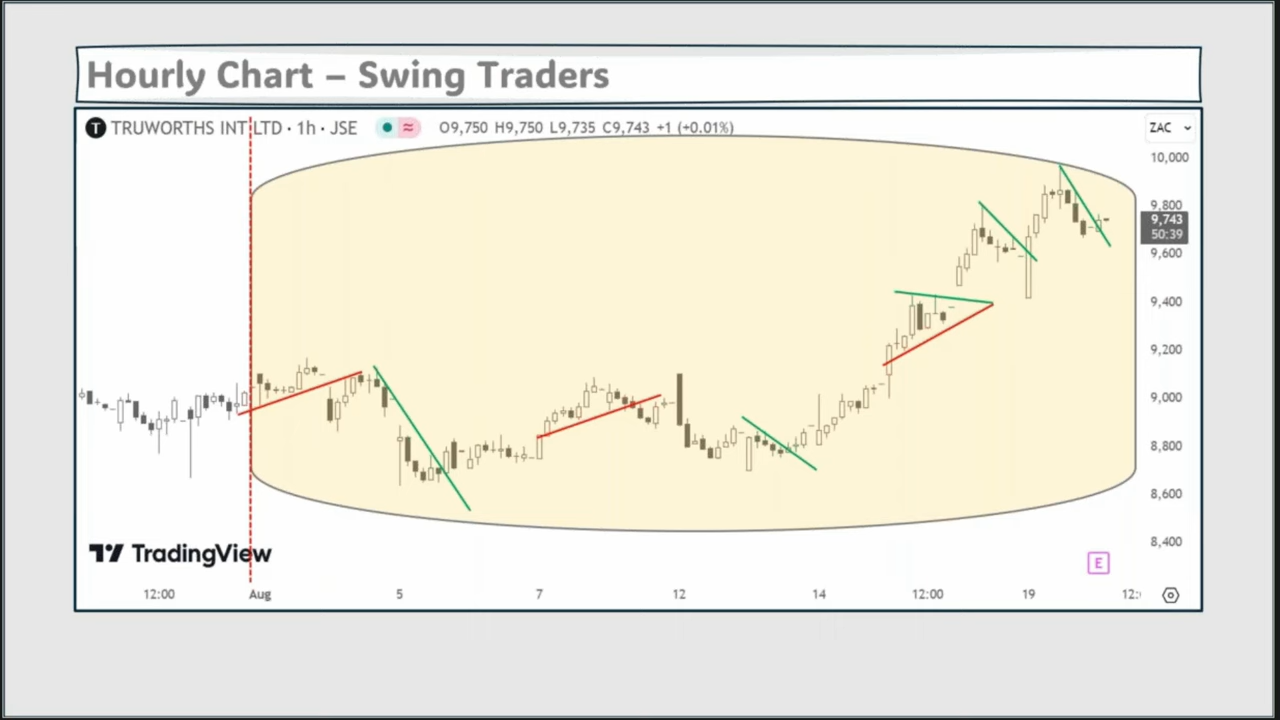 Hourly Chart – Swing Traders
T TRUWORTHS INT LTD · 1h · JSE O9,750 H9,750 L9,735 C9,743 +1 (+0.01%) ZAC
10,000
9,800
9,743
50:39
9,600
9,400
9,200
9,000
8,800
8,600
8,400
TradingView
E
12:00 Aug 5 7 12 14 12:00 19 12: